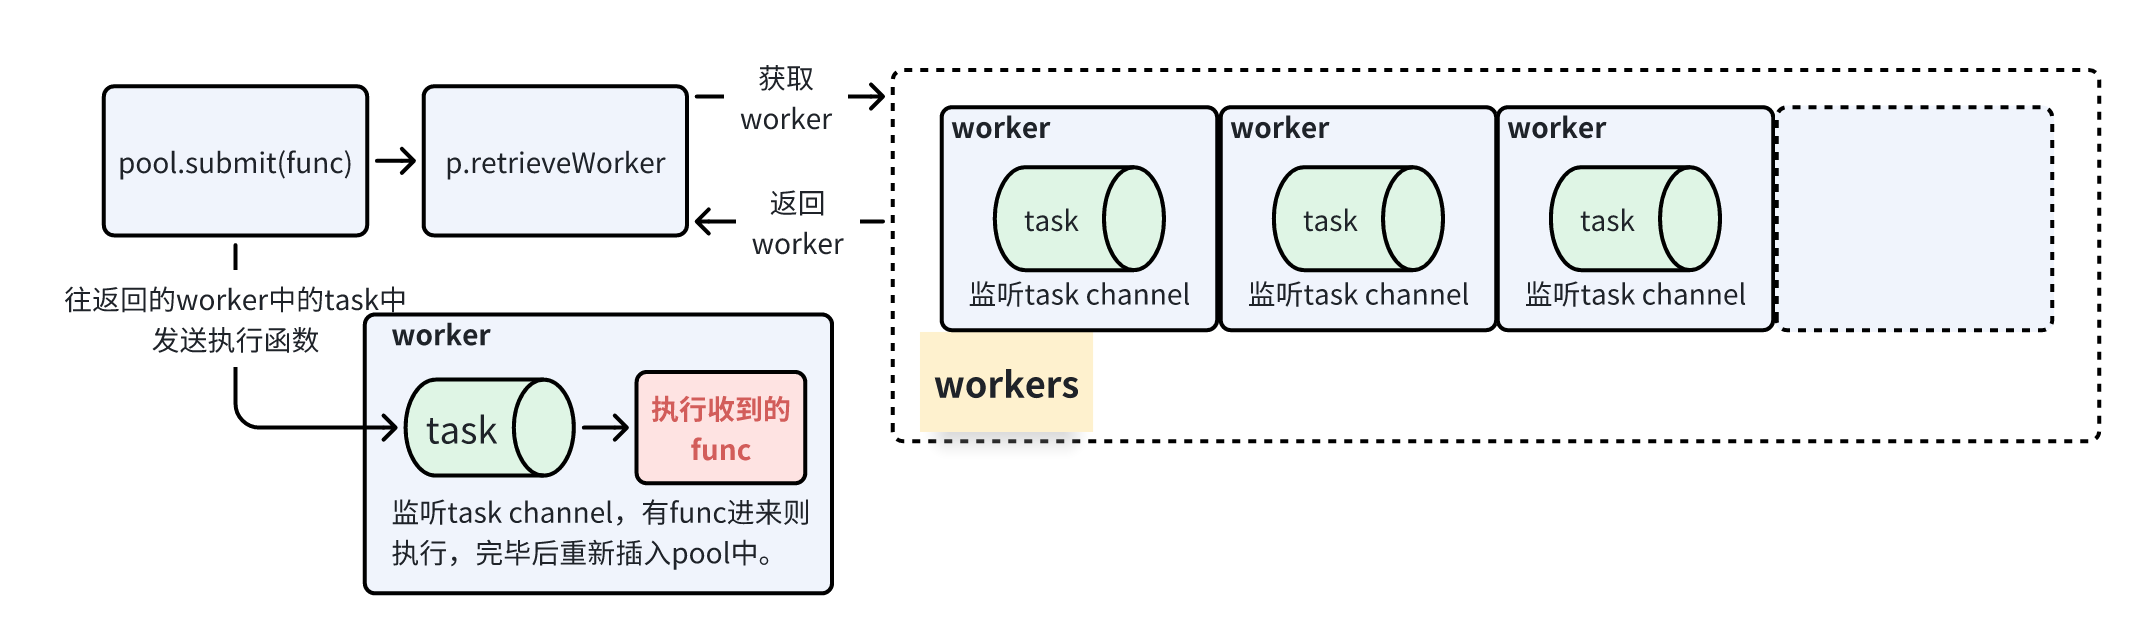 pool.submit(func)
p.retrieveWorker
获取
worker
返回
worker
worker
task
监听task channel
worker
task
监听task channel
worker
task
监听task channel
workers
往返回的worker中的task中
发送执行函数
worker
task
执行收到的
func
监听task channel，有func进来则
执行，完毕后重新插入pool中。